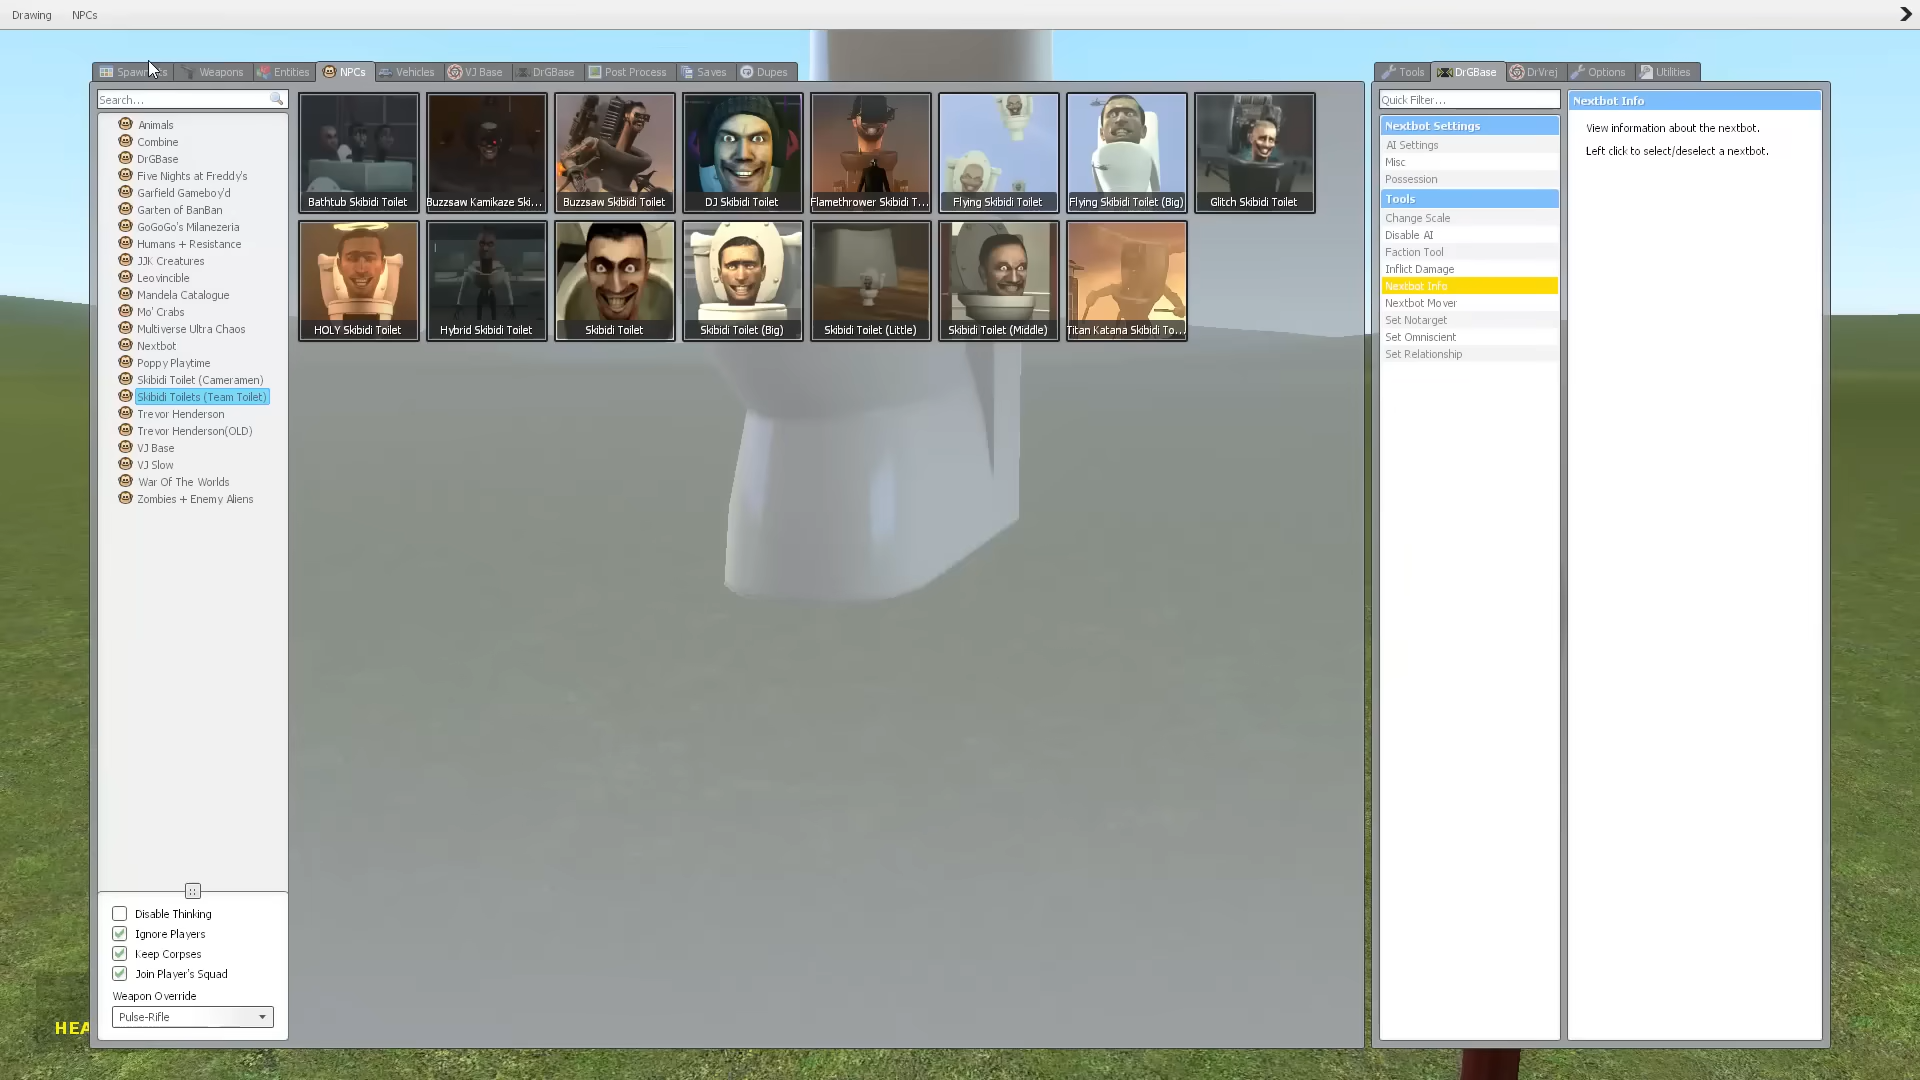 Drawing NPCs
Weapons Entities NPCs Vehicles VJ Base DrGBase Post Process Saves Dupes
Tools DrGBase DrVrej Options Utilities
Search...
Animals
Combine
DrGBase
Five Nights at Freddy's
Garfield Gameboy'd
Garten of BanBan
GoGoGo's Milanezeria
Humans + Resistance
JJK Creatures
Leovincible
Mandela Catalogue
Mo' Crabs
Multiverse Ultra Chaos
Nextbot
Poppy Playtime
Skibidi Toilet (Cameramen)
Skibidi Toilets (Team Toilet)
Trevor Henderson
Trevor Henderson(OLD)
VJ Base
VJ Slow
War Of The Worlds
Zombies + Enemy Aliens
Disable Thinking
Ignore Players
Keep Corpses
Join Player's Squad
Weapon Override
Pulse-Rifle
HEA
Bathtub Skibidi Toilet
Buzzsaw Kamikaze Ski...
Buzzsaw Skibidi Toilet
DJ Skibidi Toilet
Flamethrower Skibidi T...
Flying Skibidi Toilet
Flying Skibidi Toilet (Big)
Glitch Skibidi Toilet
HOLY Skibidi Toilet
Hybrid Skibidi Toilet
Skibidi Toilet
Skibidi Toilet (Big)
Skibidi Toilet (Little)
Skibidi Toilet (Middle)
Titan Katana Skibidi To...
Quick Filter...
Nextbot Settings
AI Settings
Misc
Possession
Tools
Change Scale
Disable AI
Faction Tool
Inflict Damage
Nextbot Info
Nextbot Mover
Set Notarget
Set Omniscient
Set Relationship
Nextbot Info
View information about the nextbot.
Left click to select/deselect a nextbot.